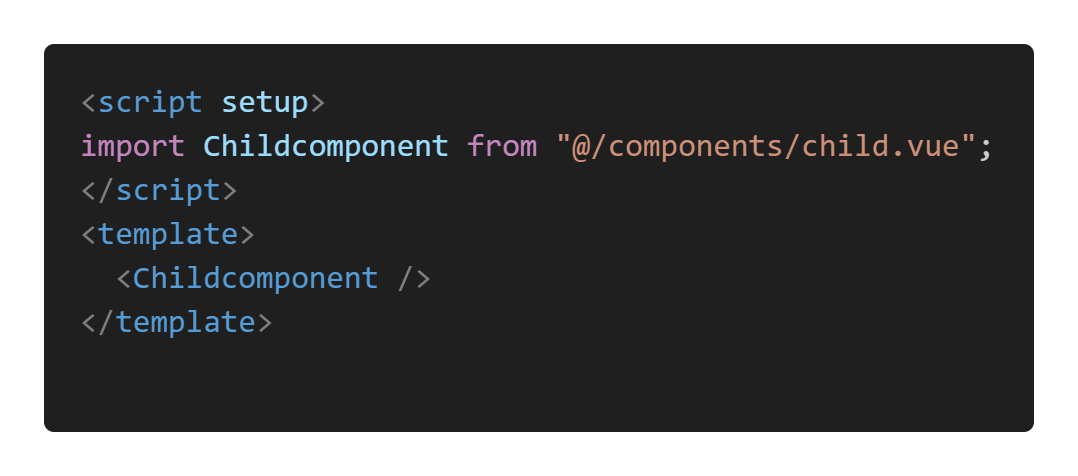 <script setup>
import Childcomponent from "@/components/child.vue";
</script>
<template>
  <Childcomponent />
</template>